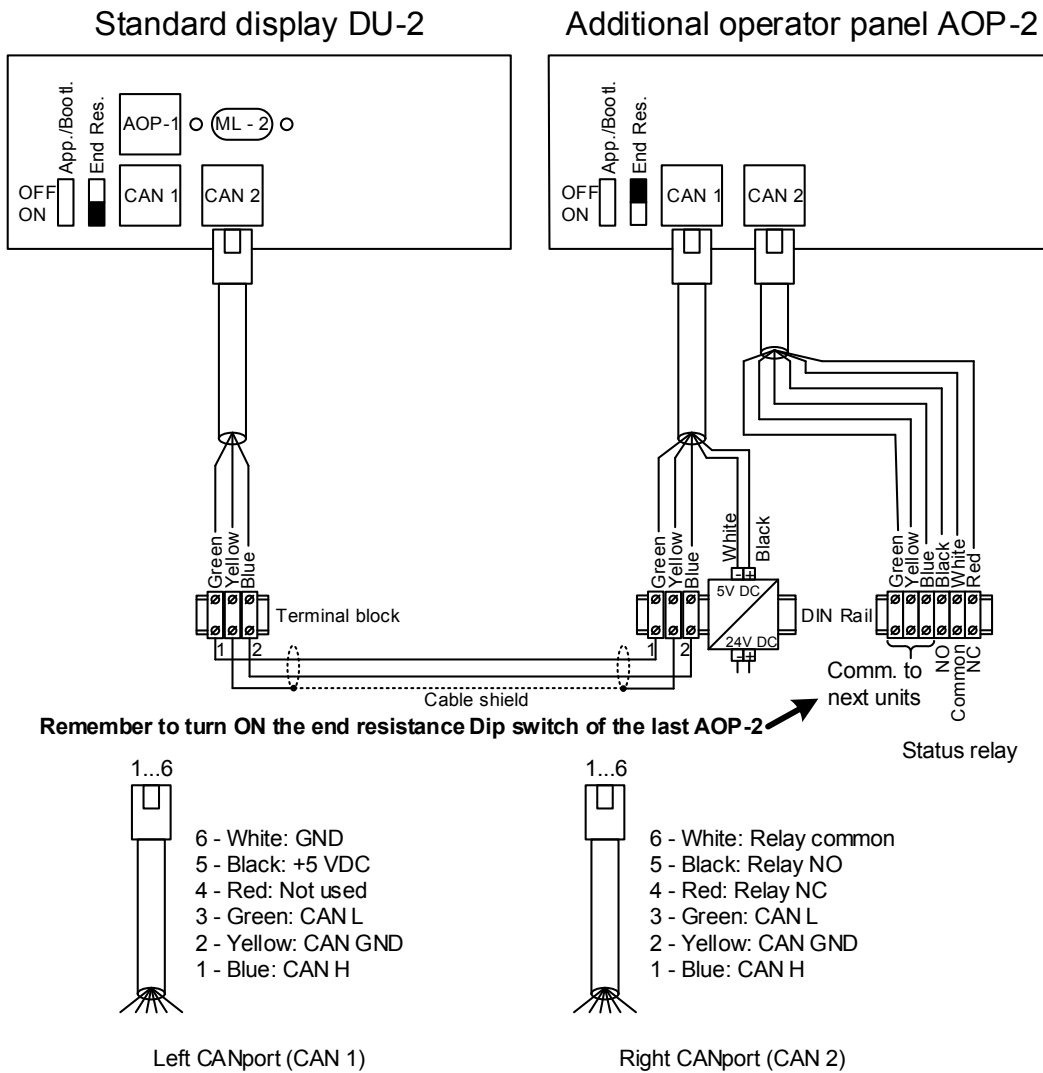 Standard display DU-2
Additional operator panel AOP-2
App./Bootl.
End Res.
AOP-1
ML - 2
OFF
ON
CAN 1
CAN 2
App./Bootl.
End Res.
OFF
ON
CAN 1
CAN 2
Green
Yellow
Blue
Terminal block
1
2
Green
Yellow
Blue
White
Black
- +
5V DC
24V DC
- +
1
2
DIN Rail
Green
Yellow
Blue
Black
White
Red
NO
Common
NC
Comm. to
next units
Status relay
Cable shield
Remember to turn ON the end resistance Dip switch of the last AOP-2
1...6
6 - White: GND
5 - Black: +5 VDC
4 - Red: Not used
3 - Green: CAN L
2 - Yellow: CAN GND
1 - Blue: CAN H
Left CANport (CAN 1)
1...6
6 - White: Relay common
5 - Black: Relay NO
4 - Red: Relay NC
3 - Green: CAN L
2 - Yellow: CAN GND
1 - Blue: CAN H
Right CANport (CAN 2)